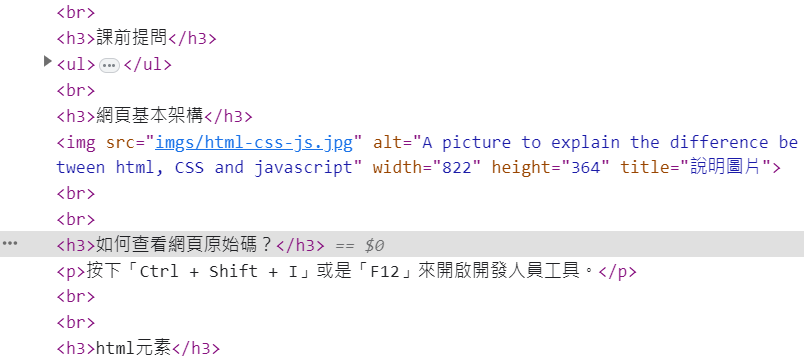 <br>
<h3>課前提問</h3>
<ul>⋯</ul>
<br>
<h3>網頁基本架構</h3>
<img src="imgs/html-css-js.jpg" alt="A picture to explain the difference be
tween html, CSS and javascript" width="822" height="364" title="說明圖片">
<br>
<br>
<h3>如何查看網頁原始碼？</h3> == $0
<p>按下「Ctrl + Shift + I」或是「F12」來開啟開發人員工具。</p>
<br>
<br>
<h3>html元素</h3>